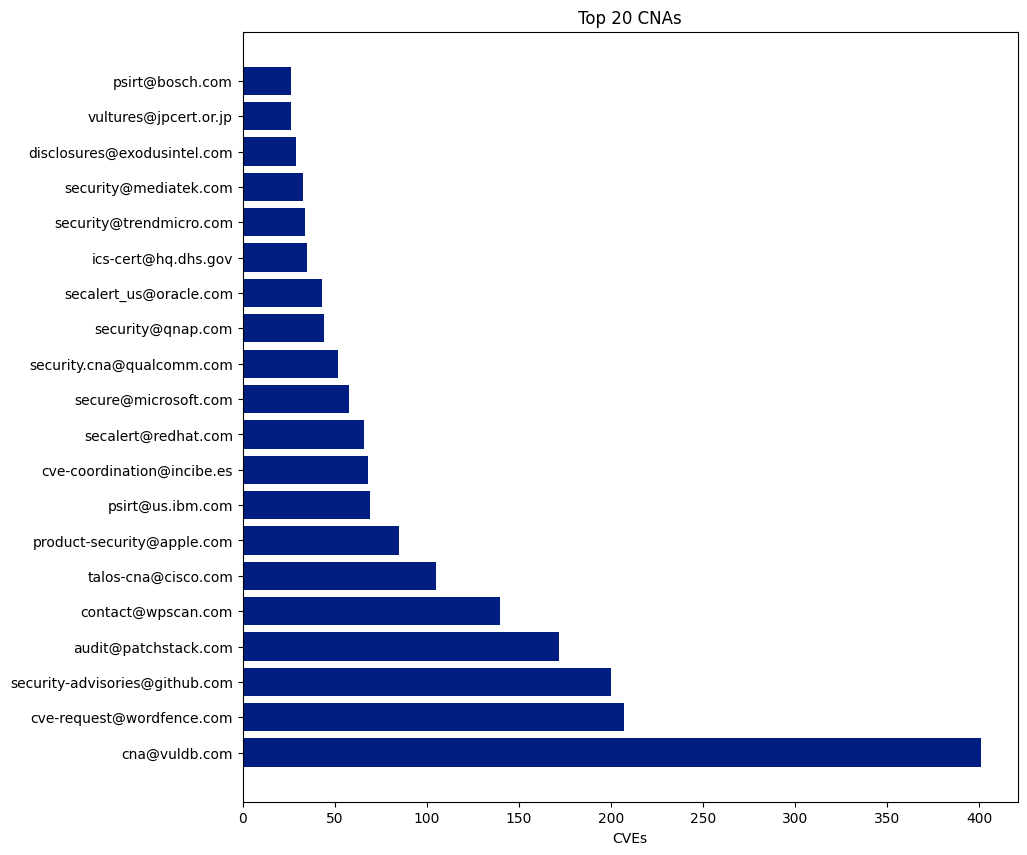 Top 20 CNAs
psirt@bosch.com
vultures@jpcert.or.jp
disclosures@exodusintel.com
security@mediatek.com
security@trendmicro.com
ics-cert@hq.dhs.gov
secalert_us@oracle.com
security@qnap.com
security.cna@qualcomm.com
secure@microsoft.com
secalert@redhat.com
cve-coordination@incibe.es
psirt@us.ibm.com
product-security@apple.com
talos-cna@cisco.com
contact@wpscan.com
audit@patchstack.com
security-advisories@github.com
cve-request@wordfence.com
cna@vuldb.com
0 50 100 150 200 250 300 350 400
CVEs